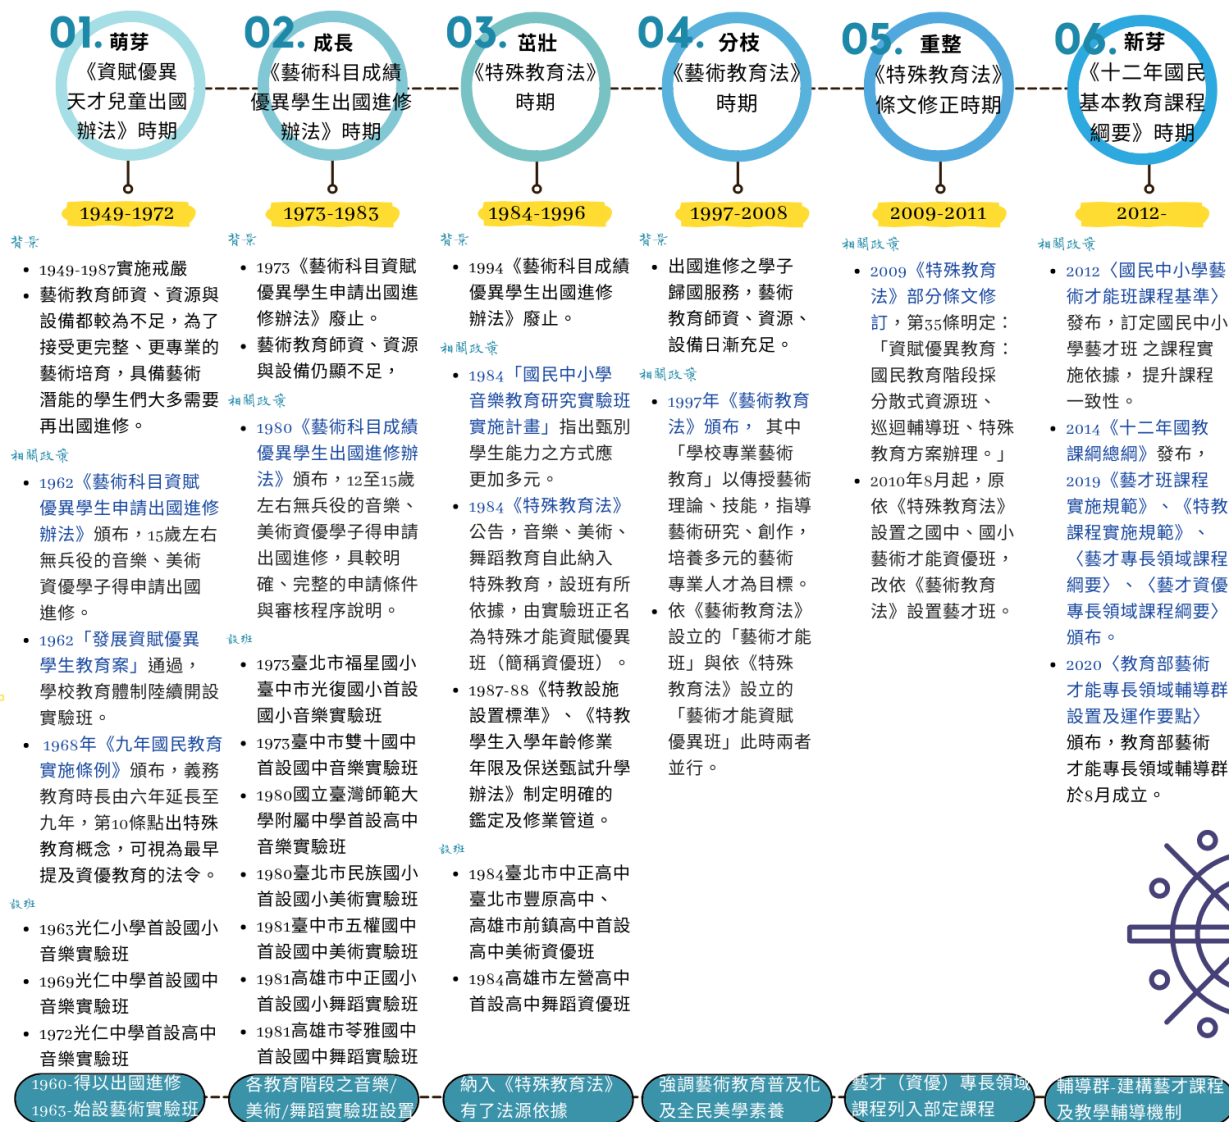 01. 萌芽
《資賦優異
天才兒童出國
辦法》時期
1949-1972
背景
• 1949-1987實施戒嚴
• 藝術教育師資、資源與
設備都較為不足，為了
接受更完整、更專業的
藝術培育，具備藝術
潛能的學生們大多需要
再出國進修。
相關政策
• 1962《藝術科目資賦
優異學生申請出國進修
辦法》頒布，15歲左右
無兵役的音樂、美術
資優學子得申請出國
進修。
• 1962「發展資賦優異
學生教育案」通過，
學校教育體制陸續開設
實驗班。
• 1968年《九年國民教育
實施條例》頒布，義務
教育時長由六年延長至
九年，第10條點出特殊
教育概念，可視為最早
提及資優教育的法令。
設班
• 1963光仁小學首設國小
音樂實驗班
• 1969光仁中學首設國中
音樂實驗班
• 1972光仁中學首設高中
音樂實驗班
1960-得以出國進修
1963-始設藝術實驗班
02. 成長
《藝術科目成績
優異學生出國進修
辦法》時期
1973-1983
背景
• 1973《藝術科目資賦
優異學生申請出國進
修辦法》廢止。
• 藝術教育師資、資源
與設備仍顯不足，
相關政策
• 1980《藝術科目成績
優異學生出國進修辦
法》頒布，12至15歲
左右無兵役的音樂、
美術資優學子得申請
出國進修，具較明
確、完整的申請條件
與審核程序說明。
設班
• 1973臺北市福星國小
臺中市光復國小首設
國小音樂實驗班
• 1973臺中市雙十國中
首設國中音樂實驗班
• 1980國立臺灣師範大
學附屬中學首設高中
音樂實驗班
• 1980臺北市民族國小
首設國小美術實驗班
• 1981臺中市五權國中
首設國中美術實驗班
• 1981高雄市中正國小
首設國小舞蹈實驗班
• 1981高雄市苓雅國中
首設國中舞蹈實驗班
各教育階段之音樂/
美術/舞蹈實驗班設置
03. 茁壯
《特殊教育法》
時期
1984-1996
背景
• 1994《藝術科目成績
優異學生出國進修
辦法》廢止。
相關政策
• 1984「國民中小學
音樂教育研究實驗班
實施計畫」指出甄別
學生能力之方式應
更加多元。
• 1984《特殊教育法》
公告，音樂、美術、
舞蹈教育自此納入
特殊教育，設班有所
依據，由實驗班正名
為特殊才能資賦優異
班（簡稱資優班）。
• 1987-88《特教設施
設置標準》、《特教
學生入學年齡修業
年限及保送甄試升學
辦法》制定明確的
鑑定及修業管道。
設班
• 1984臺北市中正高中
臺北市豐原高中、
高雄市前鎮高中首設
高中美術資優班
• 1984高雄市左營高中
首設高中舞蹈資優班
納入《特殊教育法》
有了法源依據
04. 分枝
《藝術教育法》
時期
1997-2008
背景
• 出國進修之學子
歸國服務，藝術
教育師資、資源、
設備日漸充足。
相關政策
• 1997年《藝術教育
法》頒布， 其中
「學校專業藝術
教育」以傳授藝術
理論、技能，指導
藝術研究、創作，
培養多元的藝術
專業人才為目標。
• 依《藝術教育法》
設立的「藝術才能
班」與依《特殊
教育法》設立的
「藝術才能資賦
優異班」此時兩者
並行。
強調藝術教育普及化
及全民美學素養
05. 重整
《特殊教育法》
條文修正時期
2009-2011
相關政策
• 2009《特殊教育
法》部分條文修
訂，第35條明定：
「資賦優異教育：
國民教育階段採
分散式資源班、
巡迴輔導班、特殊
教育方案辦理。」
• 2010年8月起，原
依《特殊教育法》
設置之國中、國小
藝術才能資優班，
改依《藝術教育
法》設置藝才班。
藝才（資優）專長領域
課程列入部定課程
06. 新芽
《十二年國民
基本教育課程
綱要》時期
2012-
相關政策
• 2012〈國民中小學藝
術才能班課程基準〉
發布，訂定國民中小
學藝才班 之課程實
施依據， 提升課程
一致性。
• 2014《十二年國教
課綱總綱》發布，
2019《藝才班課程
實施規範》、《特教
課程實施規範》、
〈藝才專長領域課程
綱要〉、〈藝才資優
專長領域課程綱要〉
頒布。
• 2020〈教育部藝術
才能專長領域輔導群
設置及運作要點〉
頒布，教育部藝術
才能專長領域輔導群
於8月成立。
輔導群-建構藝才課程
及教學輔導機制